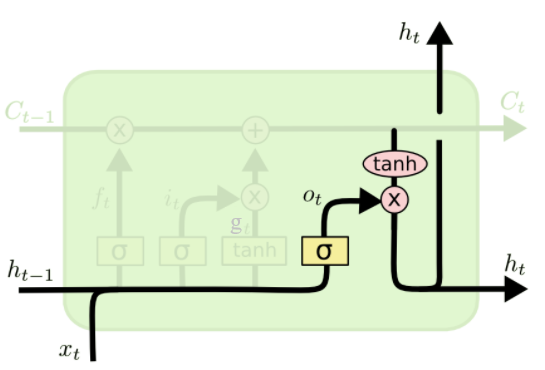 h_t
C_{t-1}
C_t
x
+
tanh
f_t
i_t
x
o_t
x
g_t
σ
σ
tanh
σ
h_{t-1}
h_t
x_t